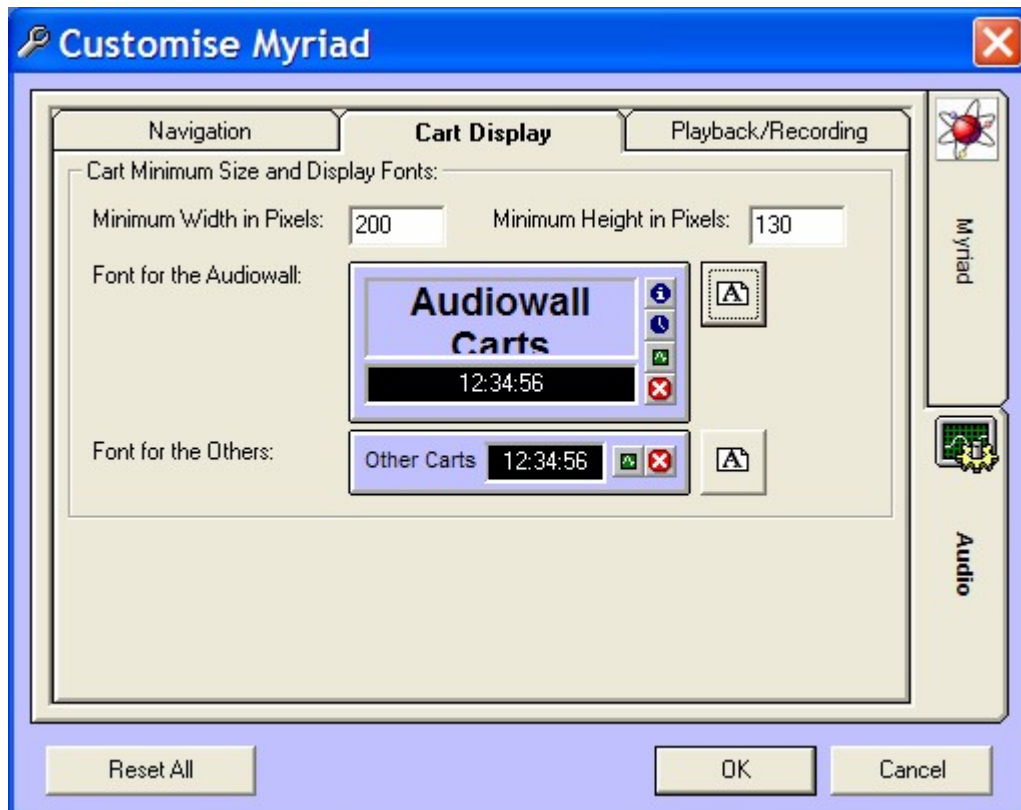 Customise Myriad
Navigation
Cart Display
Playback/Recording
Cart Minimum Size and Display Fonts:
Minimum Width in Pixels: 200
Minimum Height in Pixels: 130
Font for the Audiowall:
Audiowall
Carts
12:34:56
Font for the Others:
Other Carts 12:34:56
Myriad
Audio
Reset All
OK
Cancel